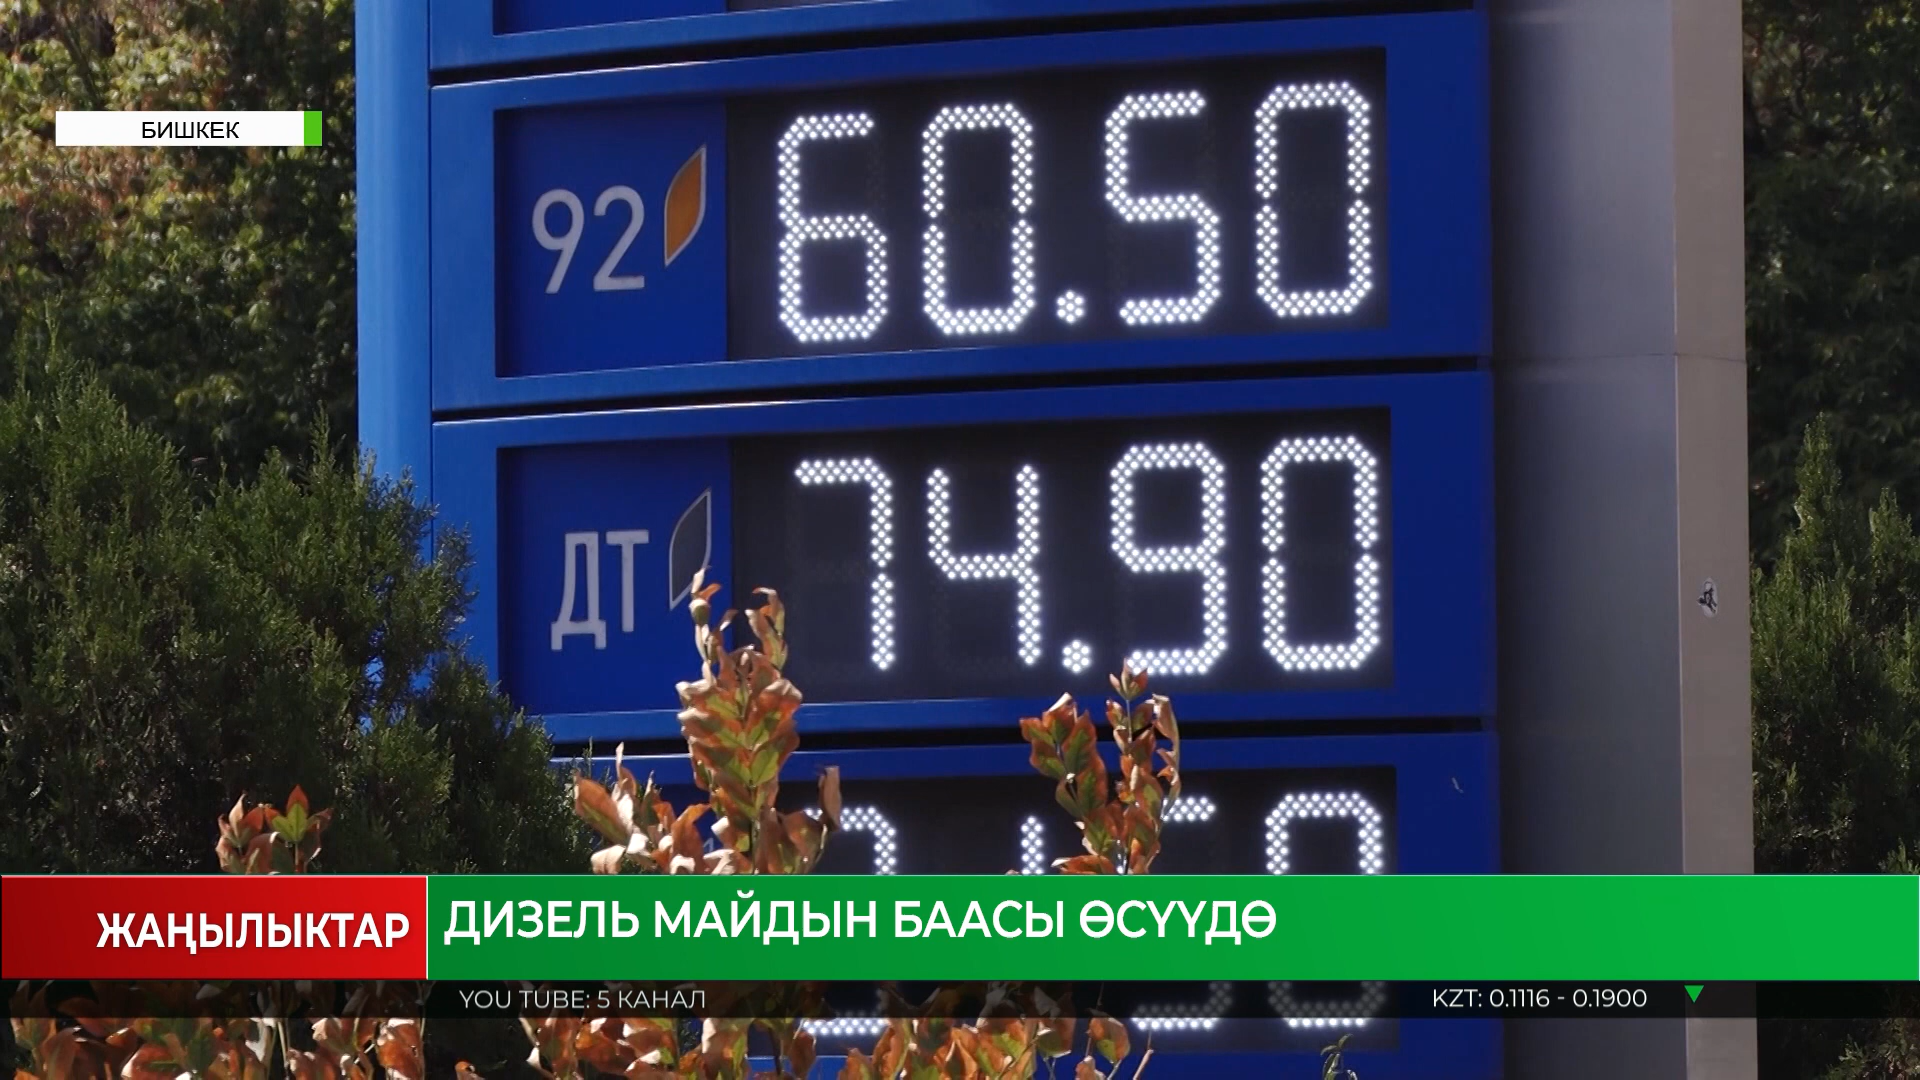 БИШКЕК
92 60.50
ДТ 74.90
ЖАҢЫЛЫКТАР
ДИЗЕЛЬ МАЙДЫН БААСЫ ӨСҮҮДӨ
YOU TUBE: 5 КАНАЛ
KZT: 0.1116 - 0.1900